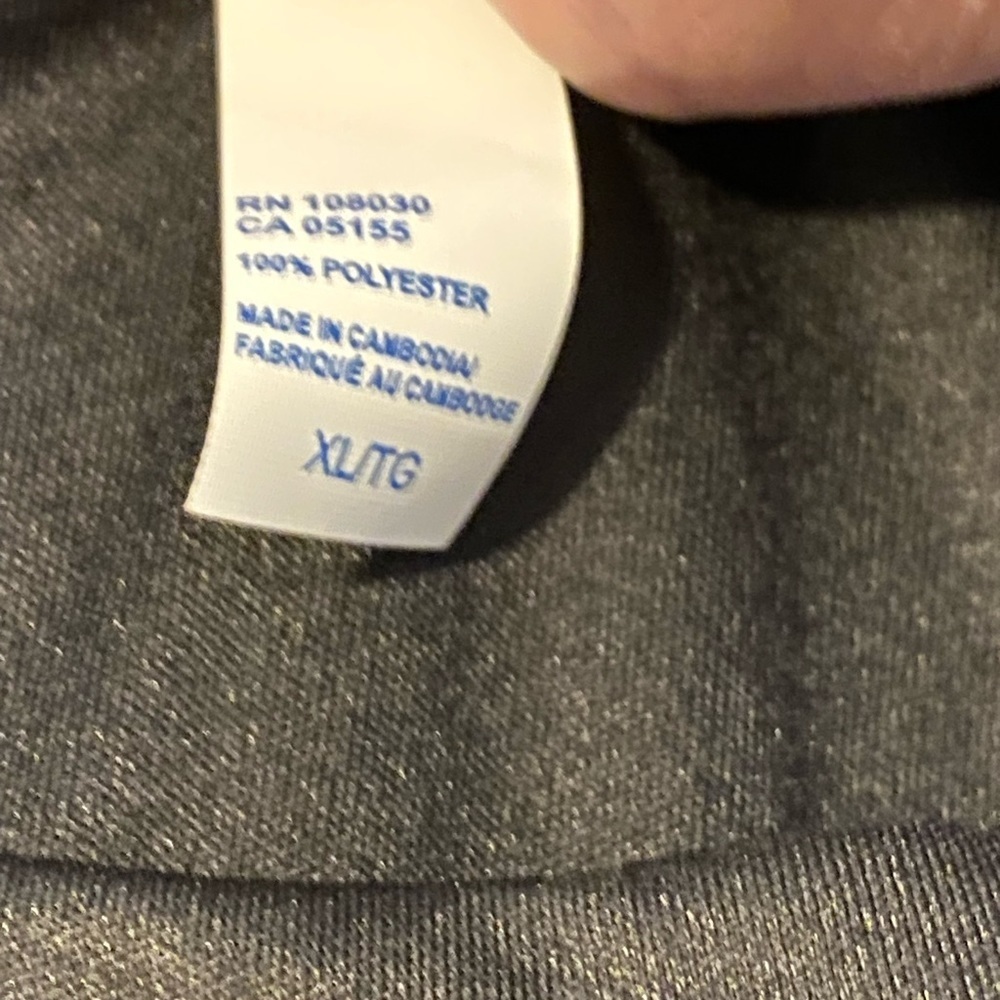 RN 108030
CA 05155
100% POLYESTER
MADE IN CAMBODIA/
FABRIQUÉ AU CAMBODGE
XL/TG